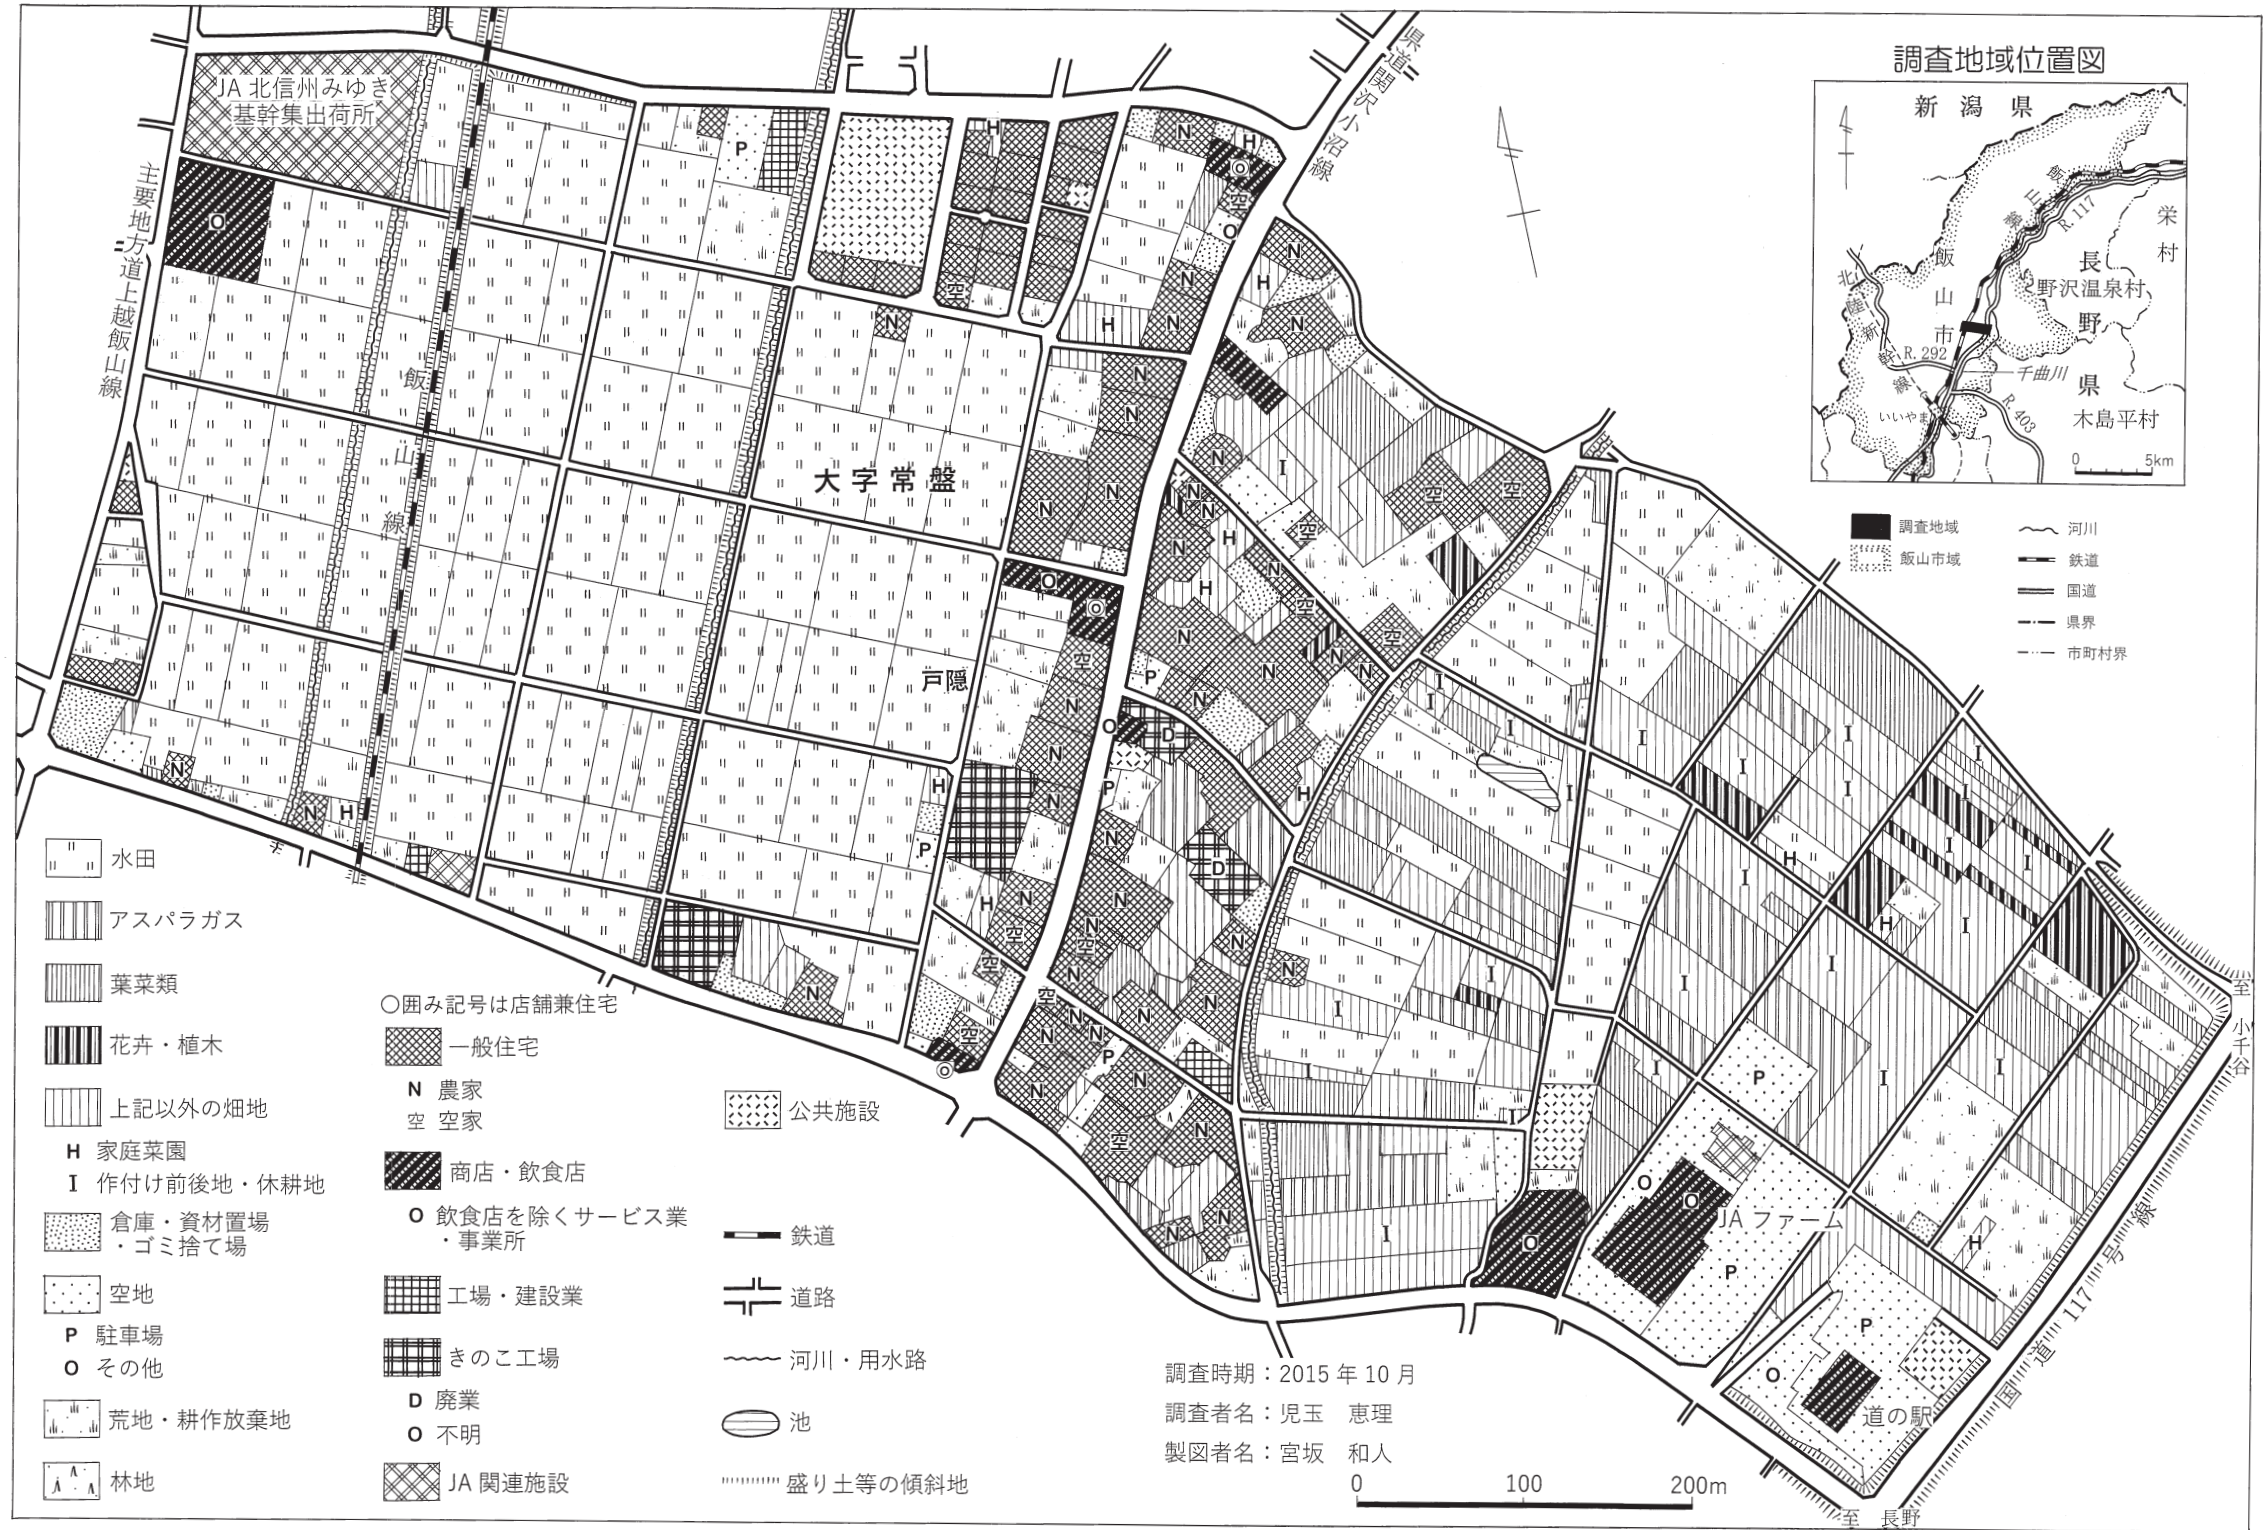 調査地域位置図
新潟県
栄村
飯山線
R.117
飯山市
長野県
野沢温泉村
北陸新幹線
R.292
千曲川
いいやま
R.403
木島平村
0 5km
調査地域
飯山市域
河川
鉄道
国道
県界
市町村界
県道関沢小沼線
JA 北信州みゆき
基幹集出荷所
主要地方道上越飯山線
飯山線
大字常盤
戸隠
JA ファーム
道の駅
国道117号線
至 小千谷
至 長野
水田
アスパラガス
葉菜類
花卉・植木
上記以外の畑地
H 家庭菜園
I 作付け前後地・休耕地
倉庫・資材置場
・ゴミ捨て場
空地
P 駐車場
O その他
荒地・耕作放棄地
林地
〇囲み記号は店舗兼住宅
一般住宅
N 農家
空 空家
商店・飲食店
O 飲食店を除くサービス業
・事業所
工場・建設業
きのこ工場
D 廃業
O 不明
JA 関連施設
公共施設
鉄道
道路
河川・用水路
池
盛り土等の傾斜地
調査時期：2015 年 10 月
調査者名：児玉　恵理
製図者名：宮坂　和人
0 100 200m